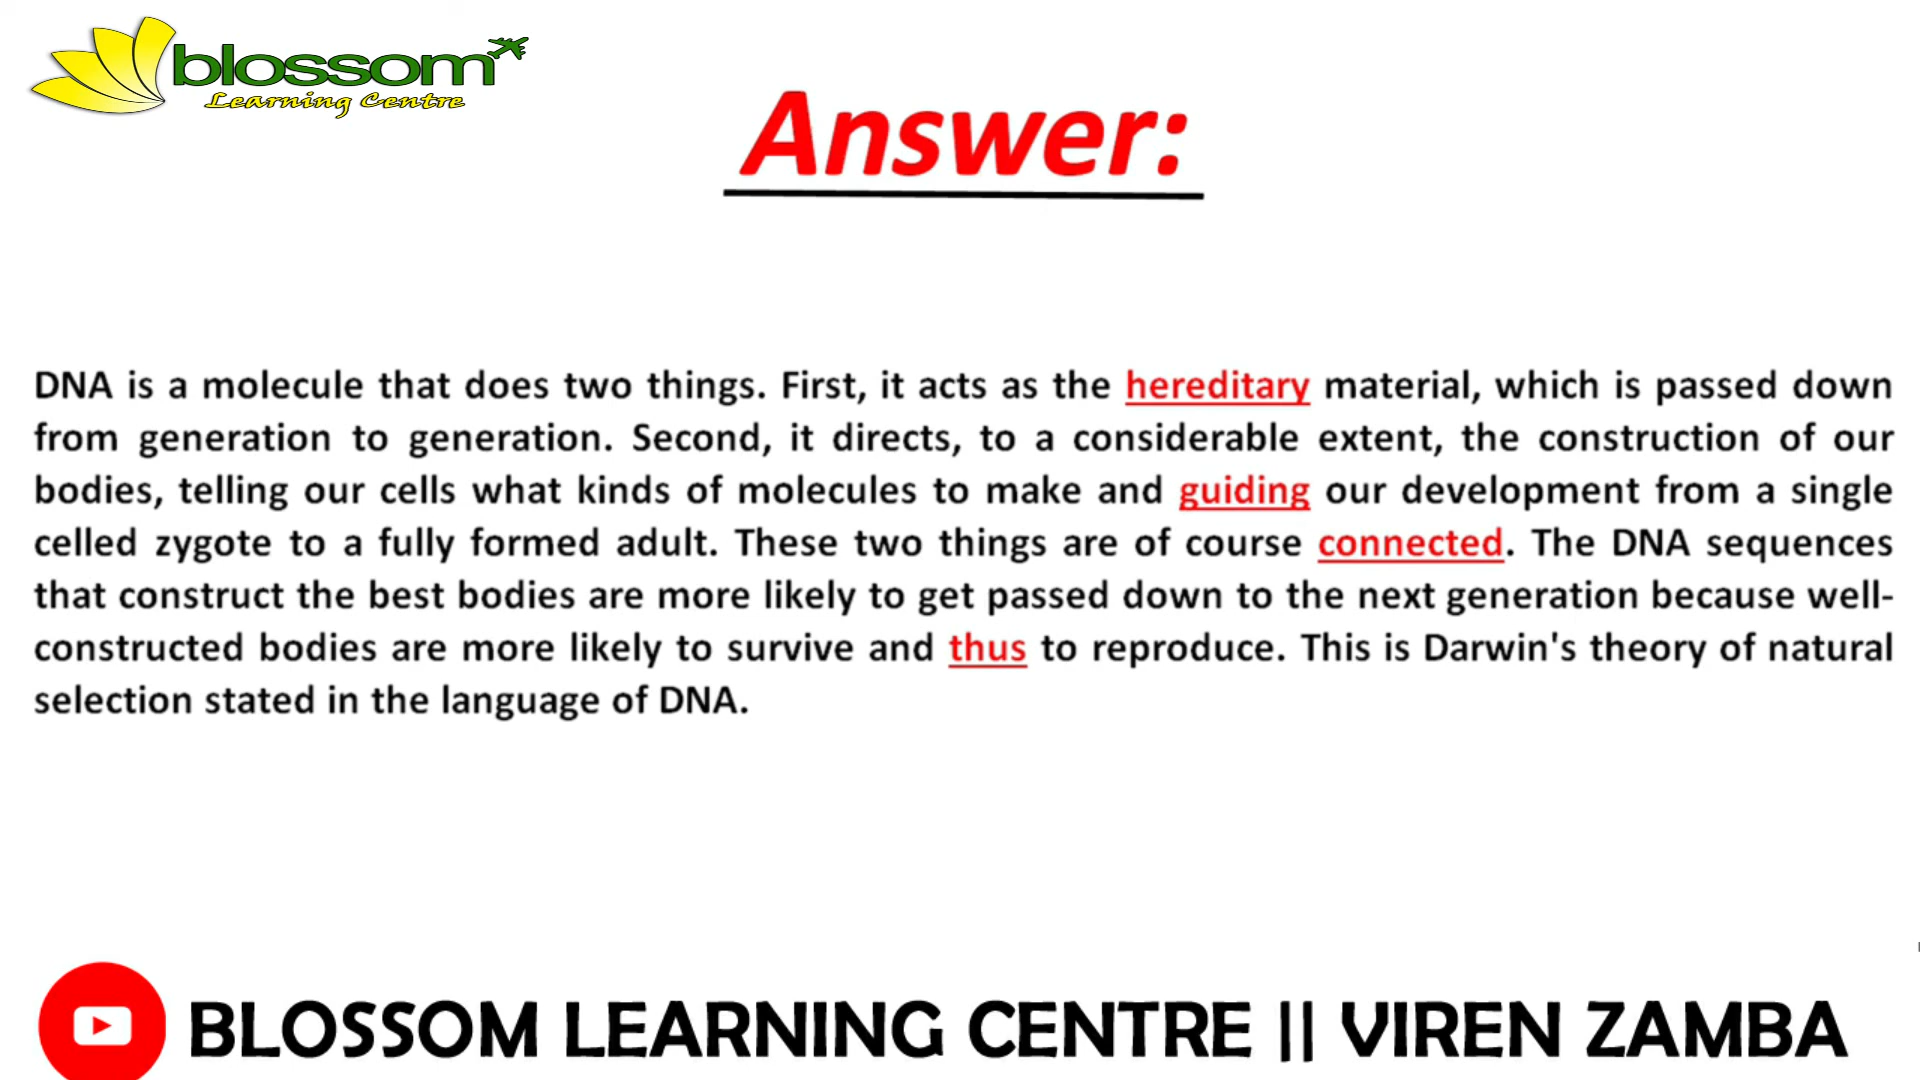 blossom
Learning Centre
Answer:
DNA is a molecule that does two things. First, it acts as the hereditary material, which is passed down
from generation to generation. Second, it directs, to a considerable extent, the construction of our
bodies, telling our cells what kinds of molecules to make and guiding our development from a single
celled zygote to a fully formed adult. These two things are of course connected. The DNA sequences
that construct the best bodies are more likely to get passed down to the next generation because well-
constructed bodies are more likely to survive and thus to reproduce. This is Darwin's theory of natural
selection stated in the language of DNA.
BLOSSOM LEARNING CENTRE || VIREN ZAMBA